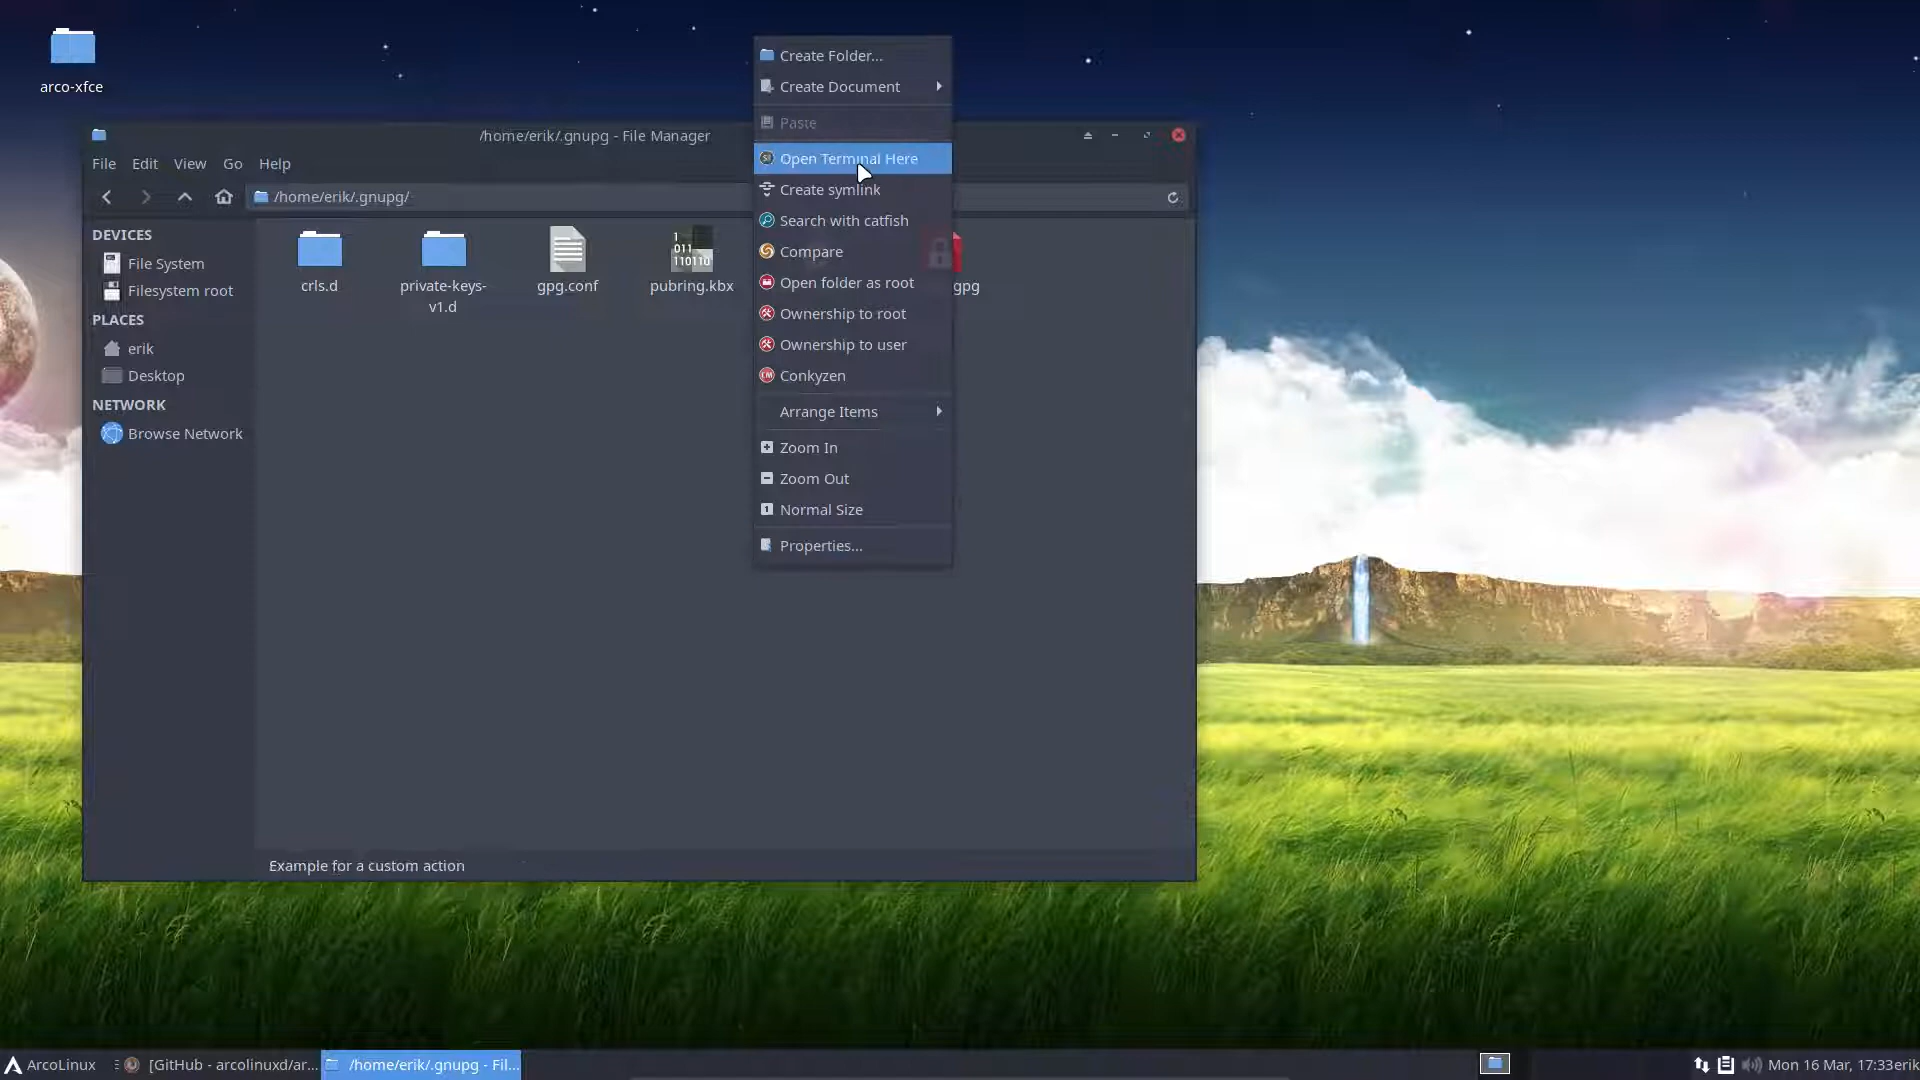 arco-xfce
/home/erik/.gnupg - File Manager
File Edit View Go Help
/home/erik/.gnupg/
DEVICES
File System
Filesystem root
PLACES
erik
Desktop
NETWORK
Browse Network
crls.d
private-keys-
v1.d
gpg.conf
1
011
110110
pubring.kbx
gpg
Create Folder...
Create Document
Paste
Open Terminal Here
Create symlink
Search with catfish
Compare
Open folder as root
Ownership to root
Ownership to user
Conkyzen
Arrange Items
Zoom In
Zoom Out
Normal Size
Properties...
Example for a custom action
ArcoLinux
[GitHub - arcolinuxd/ar...
/home/erik/.gnupg - Fil...
Mon 16 Mar, 17:33erik